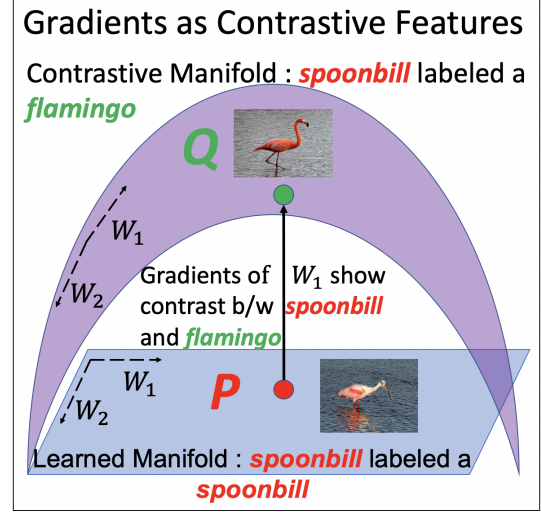 Gradients as Contrastive Features
Contrastive Manifold : spoonbill labeled a
flamingo
Q
W₁
W₂
Gradients of W₁ show
contrast b/w spoonbill
and flamingo
W₁
W₂
P
Learned Manifold : spoonbill labeled a
spoonbill